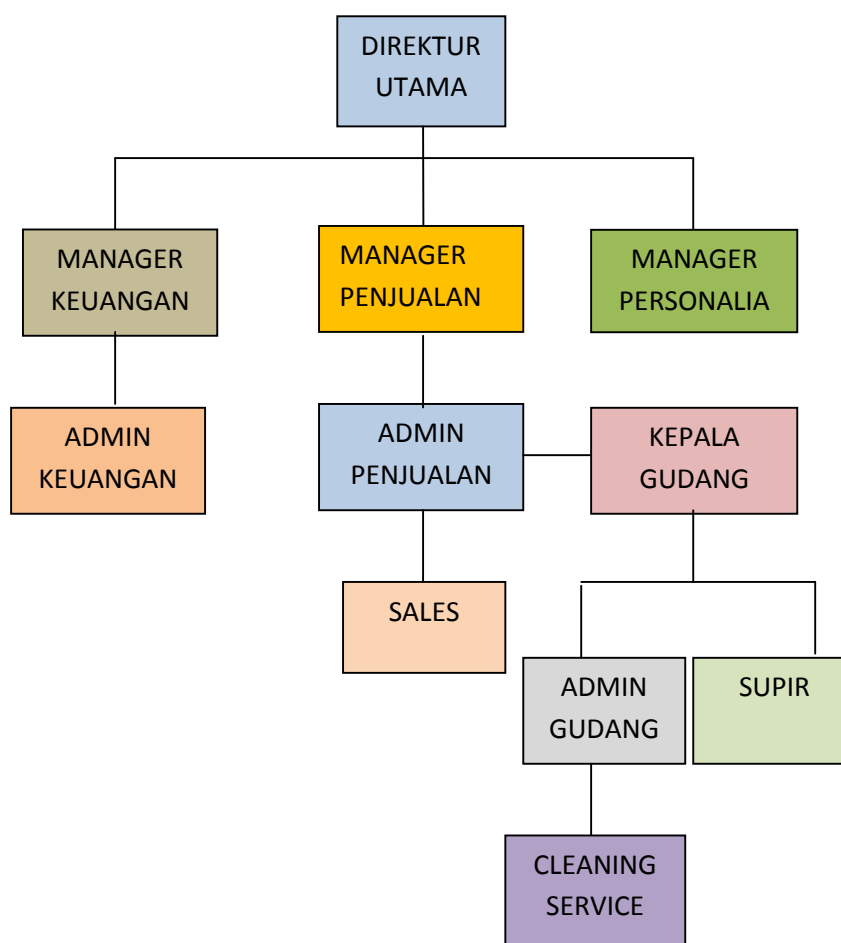 DIREKTUR
UTAMA
MANAGER
KEUANGAN
MANAGER
PENJUALAN
MANAGER
PERSONALIA
ADMIN
KEUANGAN
ADMIN
PENJUALAN
KEPALA
GUDANG
SALES
ADMIN
GUDANG
SUPIR
CLEANING
SERVICE